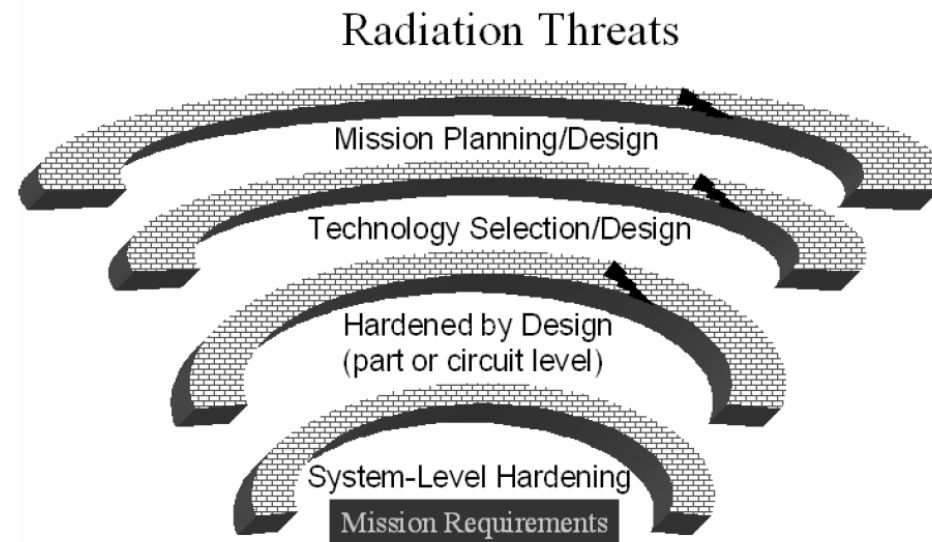 Radiation Threats
Mission Planning/Design
Technology Selection/Design
Hardened by Design
(part or circuit level)
System-Level Hardening
Mission Requirements